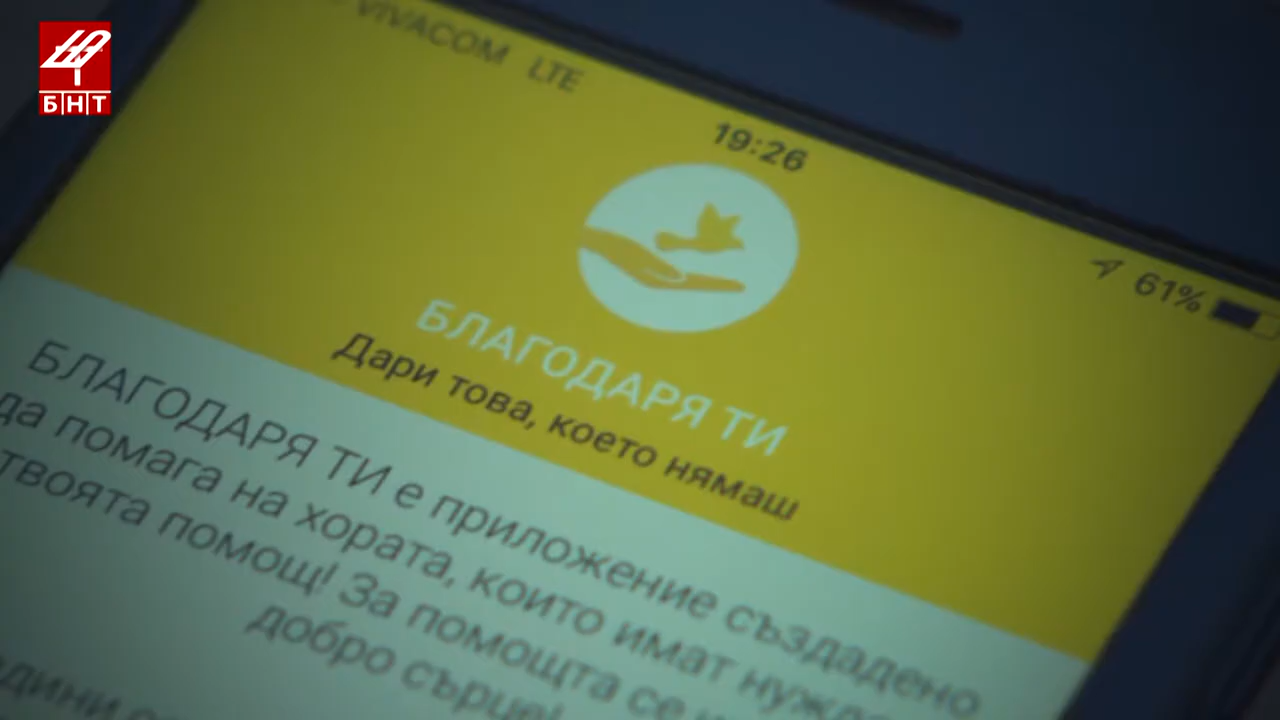 БНТ
VIVACOM LTE
19:26
61%
БЛАГОДАРЯ ТИ
Дари това, което нямаш
БЛАГОДАРЯ ТИ е приложение създадено
да помага на хората, които имат
твоята помощ! За помощта се
добро сърце!